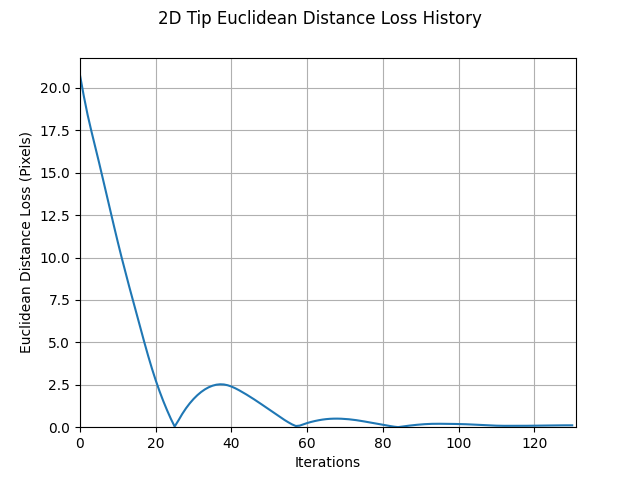 2D Tip Euclidean Distance Loss History
20.0
17.5
15.0
12.5
10.0
7.5
5.0
2.5
0.0
Euclidean Distance Loss (Pixels)
0 20 40 60 80 100 120
Iterations